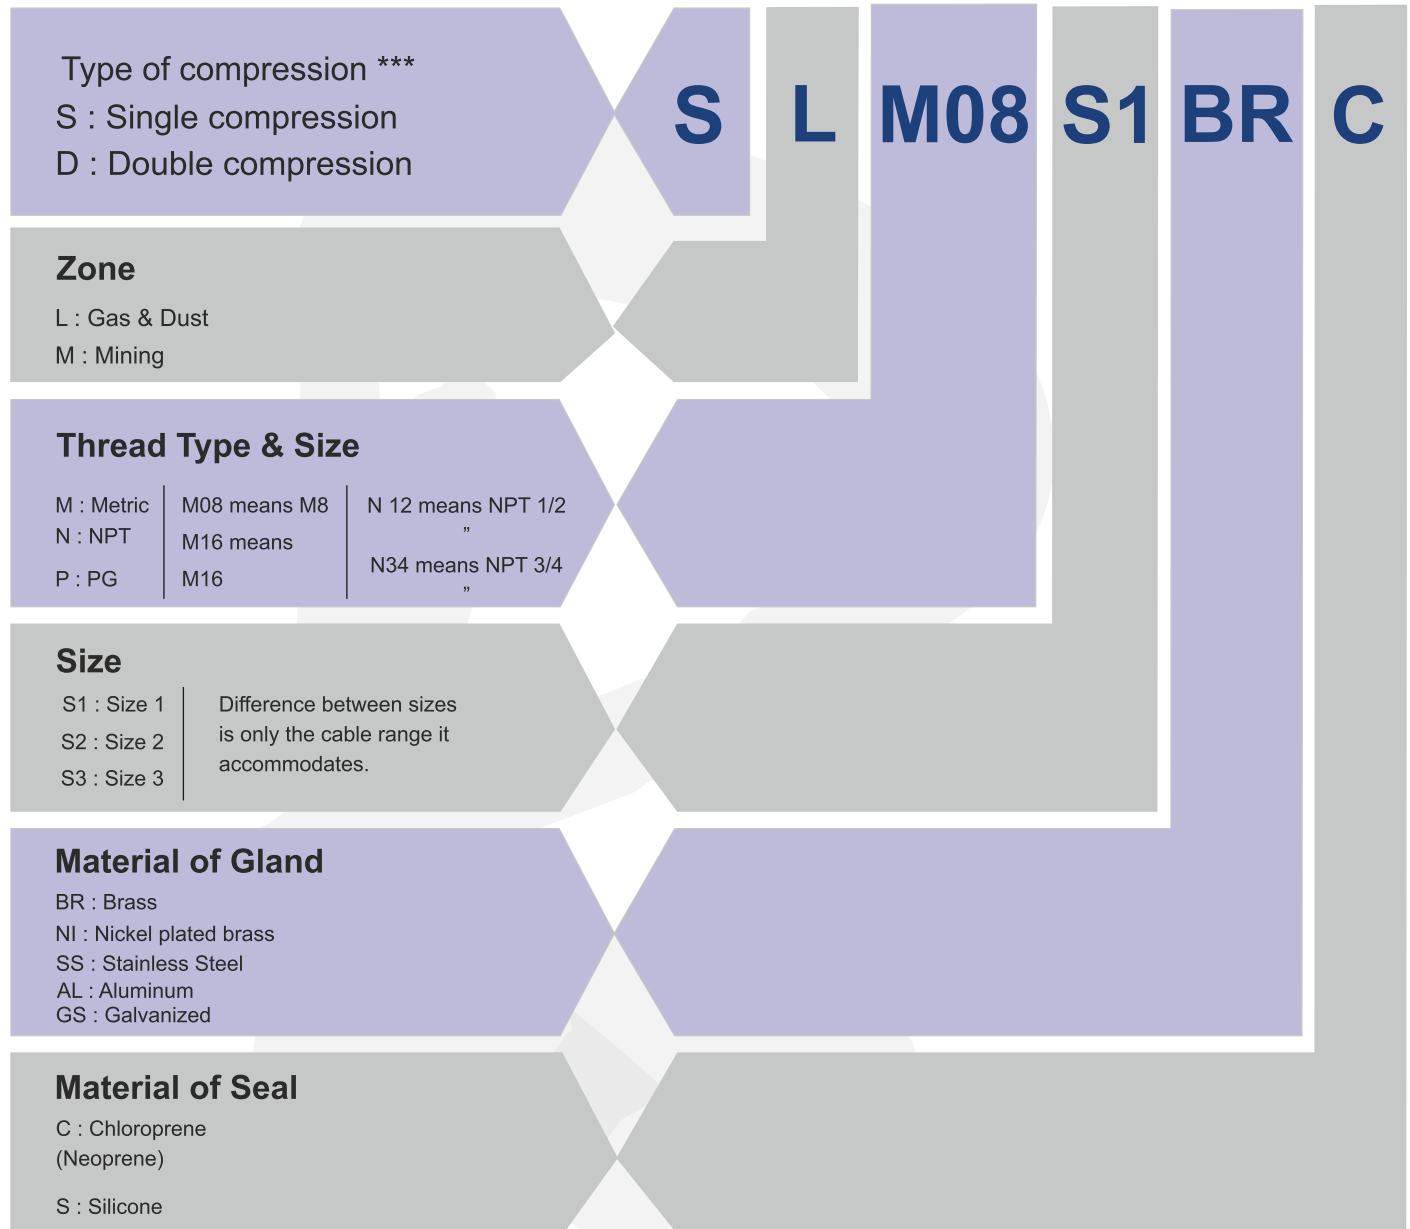 Type of compression ***
S : Single compression
D : Double compression
S L M08 S1 BR C
Zone
L : Gas & Dust
M : Mining
Thread Type & Size
M : Metric
N : NPT
P : PG
M08 means M8
M16 means
M16
N 12 means NPT 1/2
”
N34 means NPT 3/4
”
Size
S1 : Size 1
S2 : Size 2
S3 : Size 3
Difference between sizes
is only the cable range it
accommodates.
Material of Gland
BR : Brass
NI : Nickel plated brass
SS : Stainless Steel
AL : Aluminum
GS : Galvanized
Material of Seal
C : Chloroprene
(Neoprene)
S : Silicone